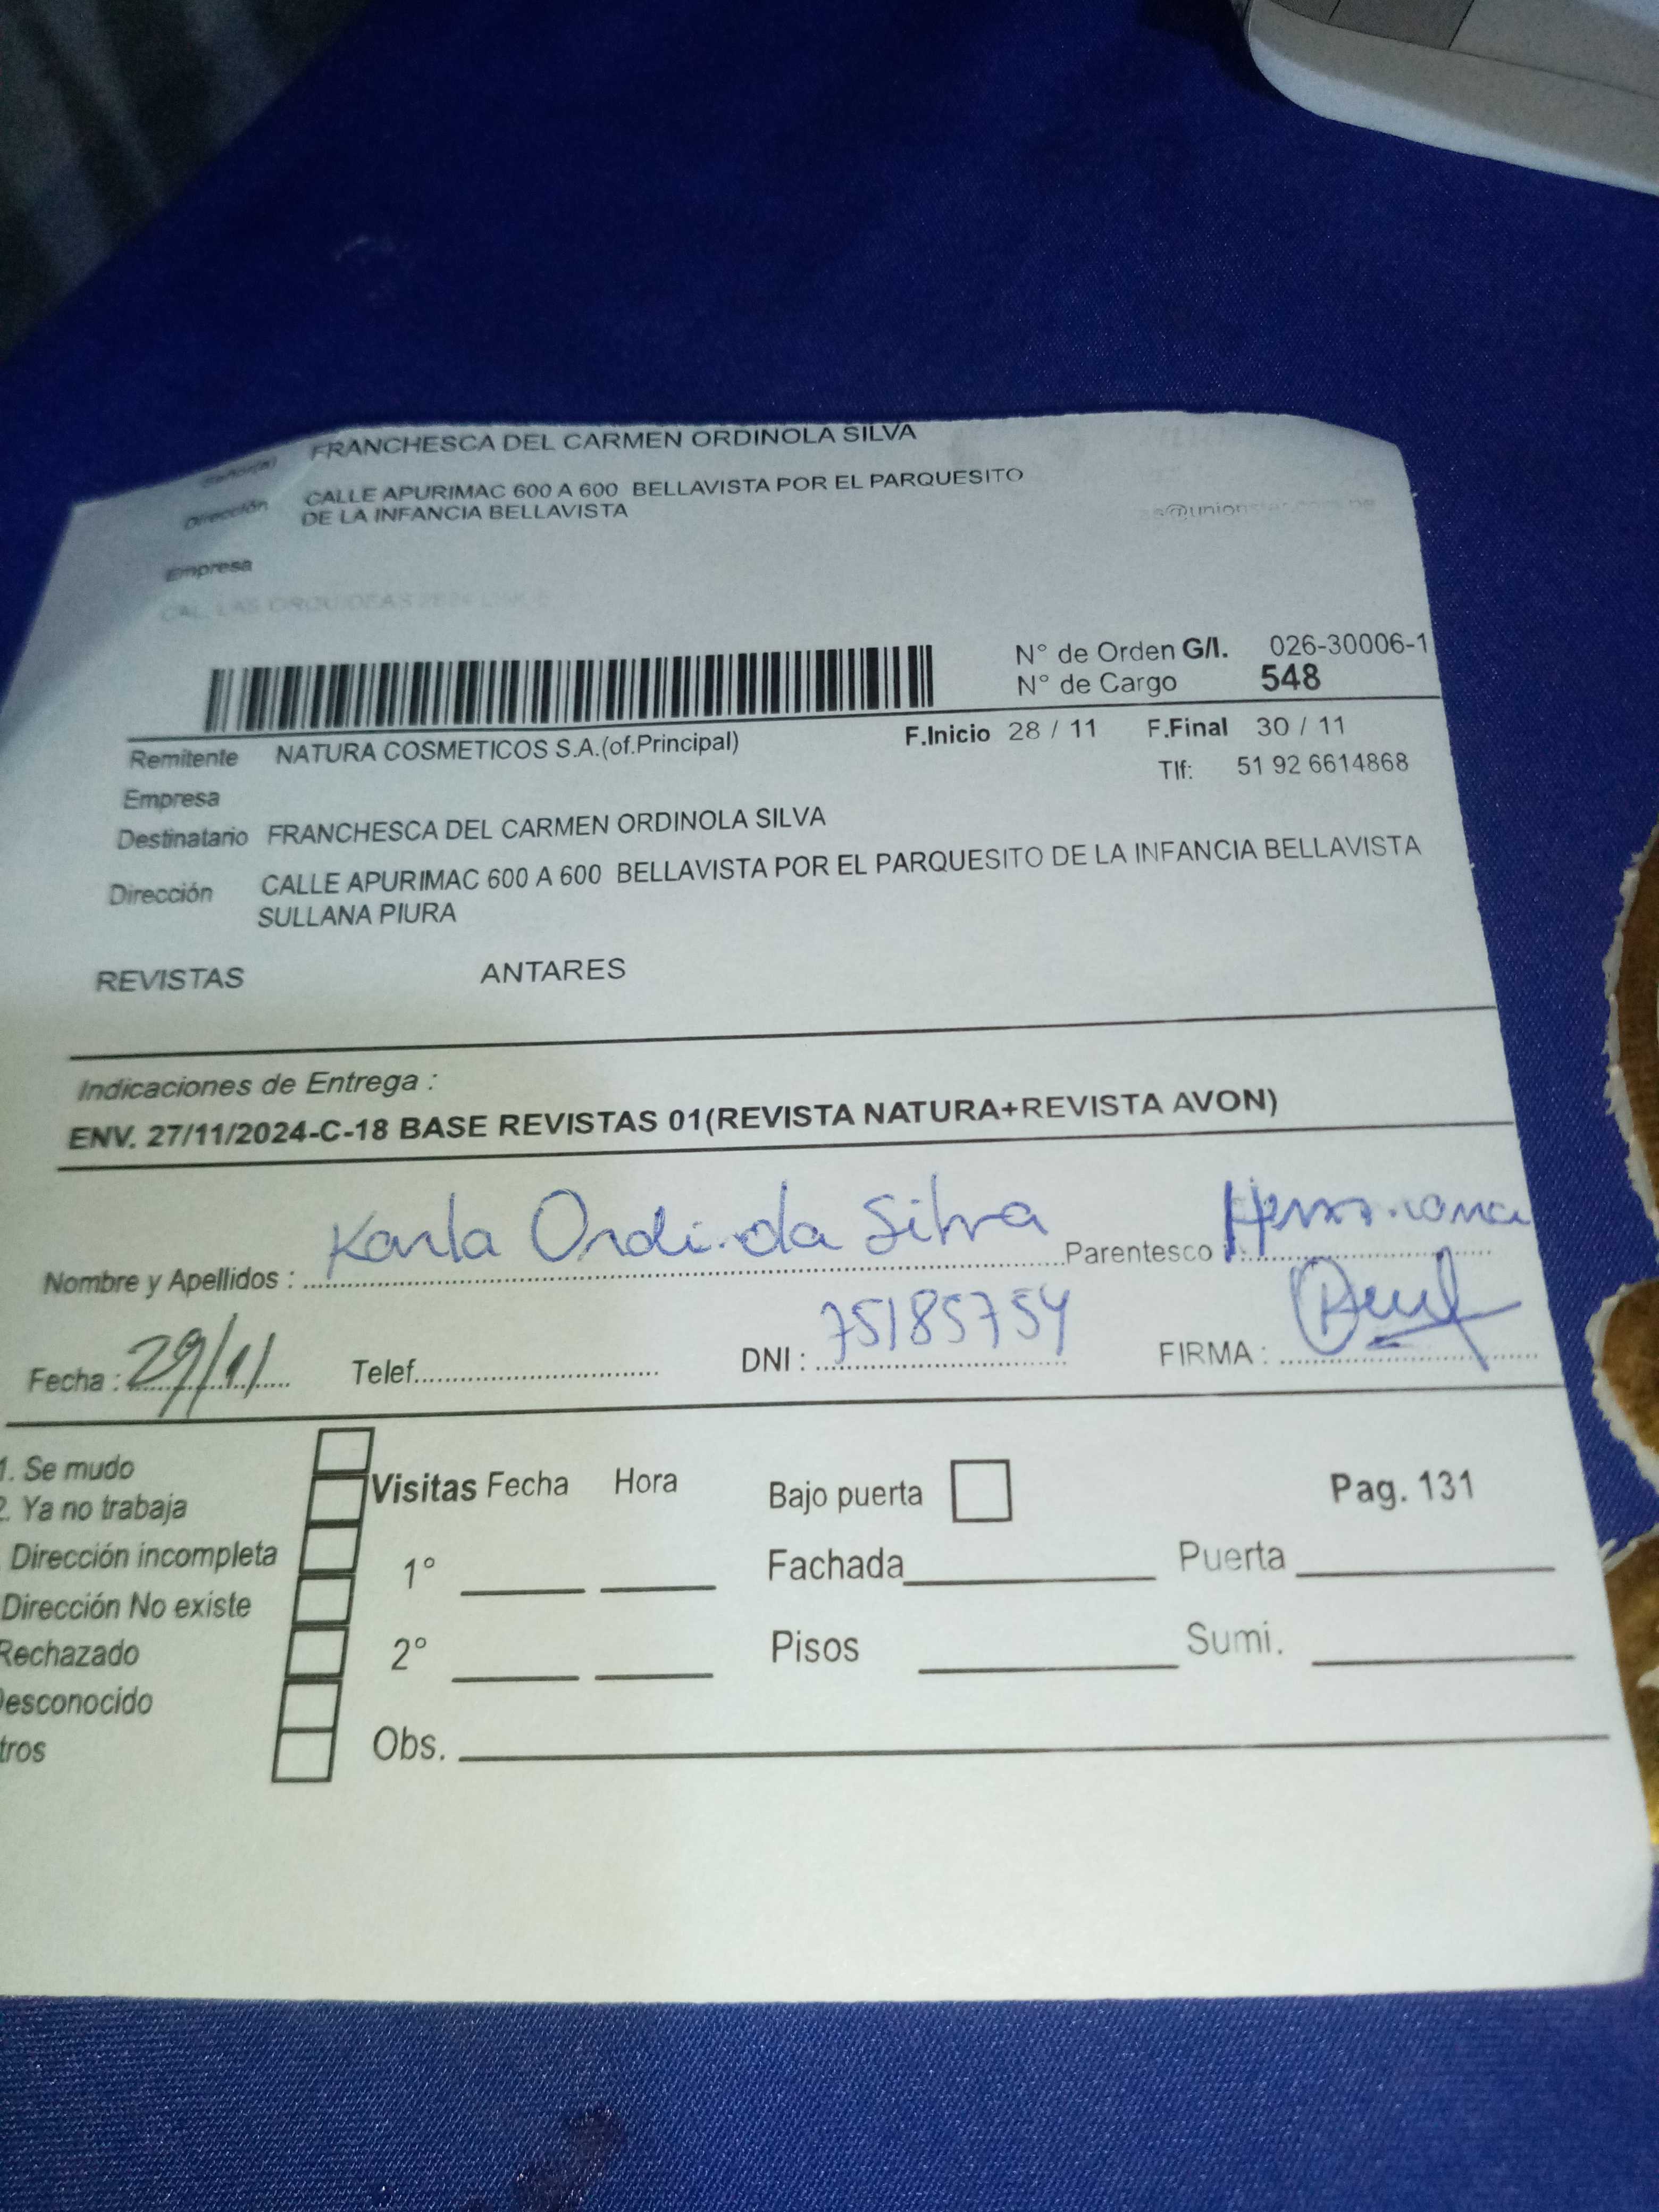 Señor(a) FRANCHESCA DEL CARMEN ORDINOLA SILVA
Dirección CALLE APURIMAC 600 A 600 BELLAVISTA POR EL PARQUESITO
DE LA INFANCIA BELLAVISTA
Empresa
N° de Orden G/I. 026-30006-1
N° de Cargo 548
Remitente NATURA COSMETICOS S.A.(of.Principal) F.Inicio 28 / 11 F.Final 30 / 11
Empresa Tlf: 51 92 6614868
Destinatario FRANCHESCA DEL CARMEN ORDINOLA SILVA
Dirección CALLE APURIMAC 600 A 600 BELLAVISTA POR EL PARQUESITO DE LA INFANCIA BELLAVISTA
SULLANA PIURA
REVISTAS ANTARES
Indicaciones de Entrega :
ENV. 27/11/2024-C-18 BASE REVISTAS 01(REVISTA NATURA+REVISTA AVON)
Nombre y Apellidos : Karla Ordinola Silva Parentesco : Hermana
Fecha : 29/11 Telef. DNI : 75185754 FIRMA :
1. Se mudo
2. Ya no trabaja
Dirección incompleta
Dirección No existe
Rechazado
Desconocido
tros
Visitas Fecha Hora
1°
2°
Obs.
Bajo puerta Pag. 131
Fachada Puerta
Pisos Sumi.